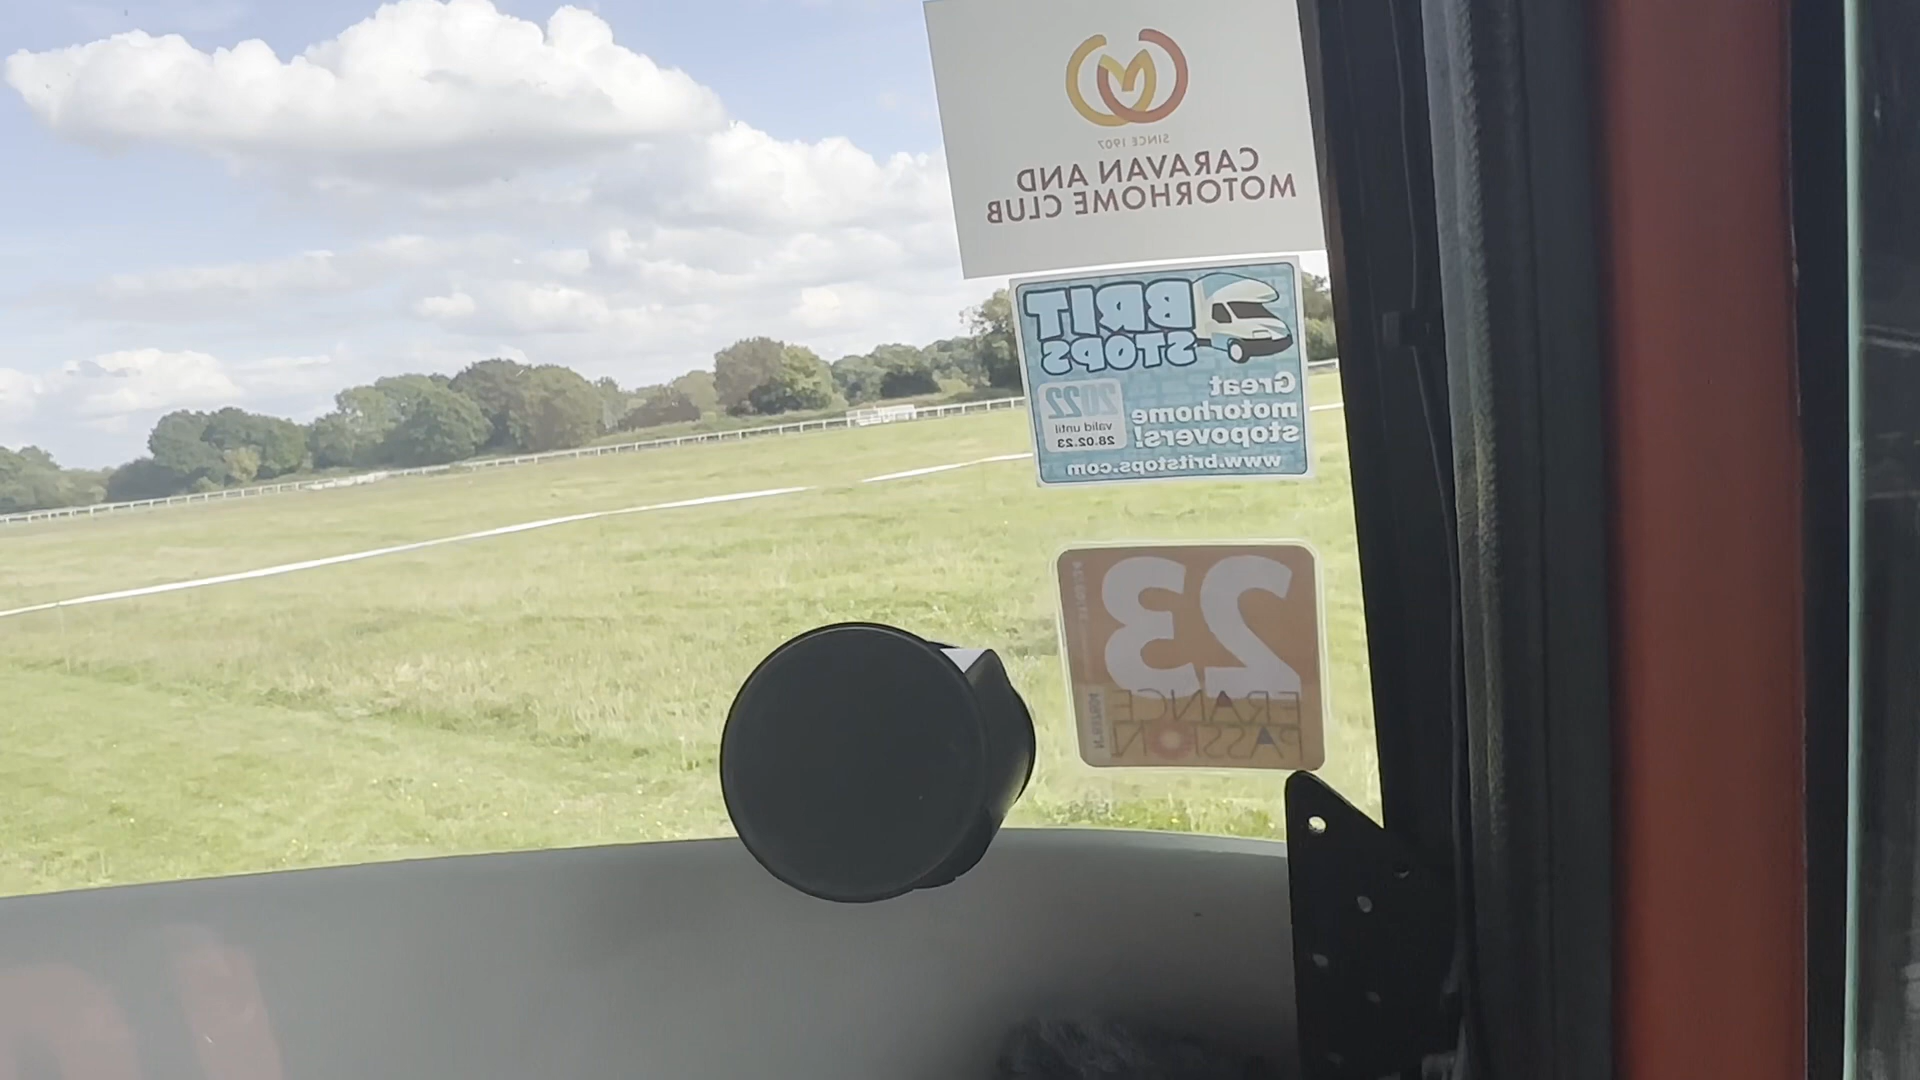 SINCE 1907
CARAVAN AND
MOTORHOME CLUB
BRIT
STOPS
Great
motorhome
stopovers!
2022
valid until
28.02.23
www.britstops.com
23
FRANCE
PASSION